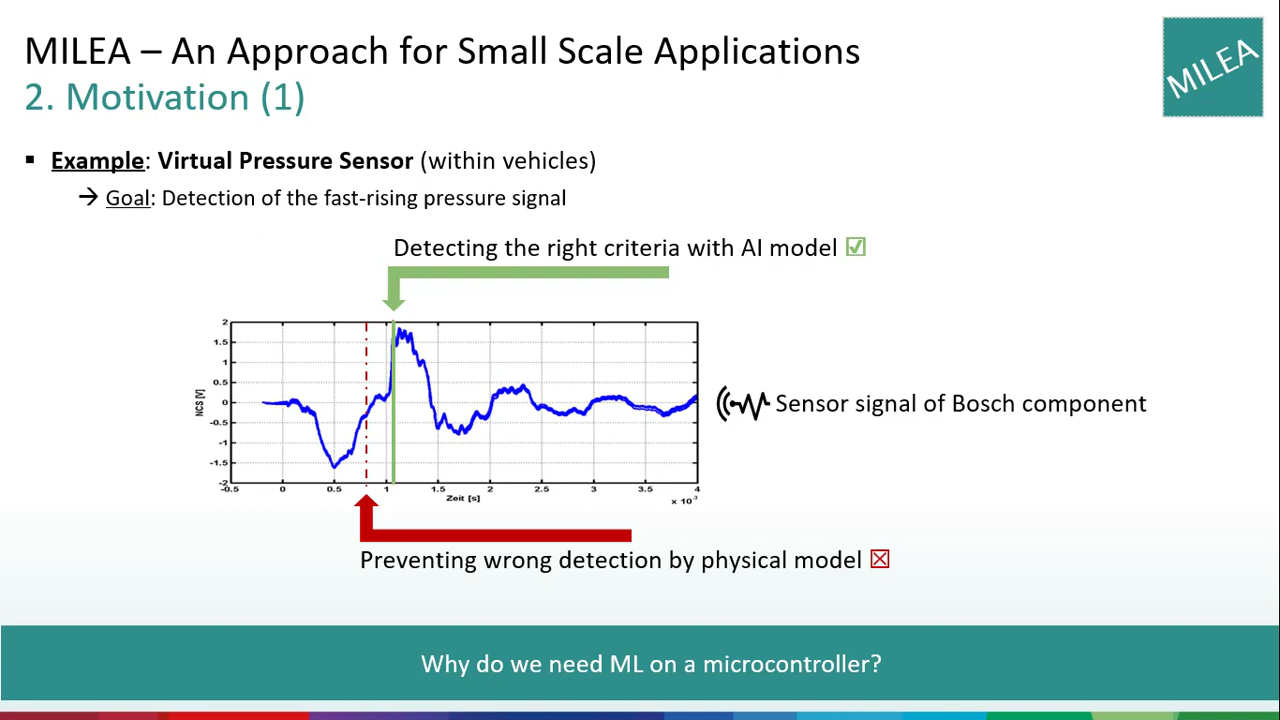 MILEA – An Approach for Small Scale Applications
2. Motivation (1)
MILEA
▪ Example: Virtual Pressure Sensor (within vehicles)
→ Goal: Detection of the fast-rising pressure signal
Detecting the right criteria with AI model ☑
2
1.5
1
0.5
0
-0.5
-1
-1.5
-2
NCS [V]
-0.5 0 0.5 1 1.5 2 2.5 3 3.5 4
Zeit [s]
x 10⁻³
Sensor signal of Bosch component
Preventing wrong detection by physical model ☒
Why do we need ML on a microcontroller?